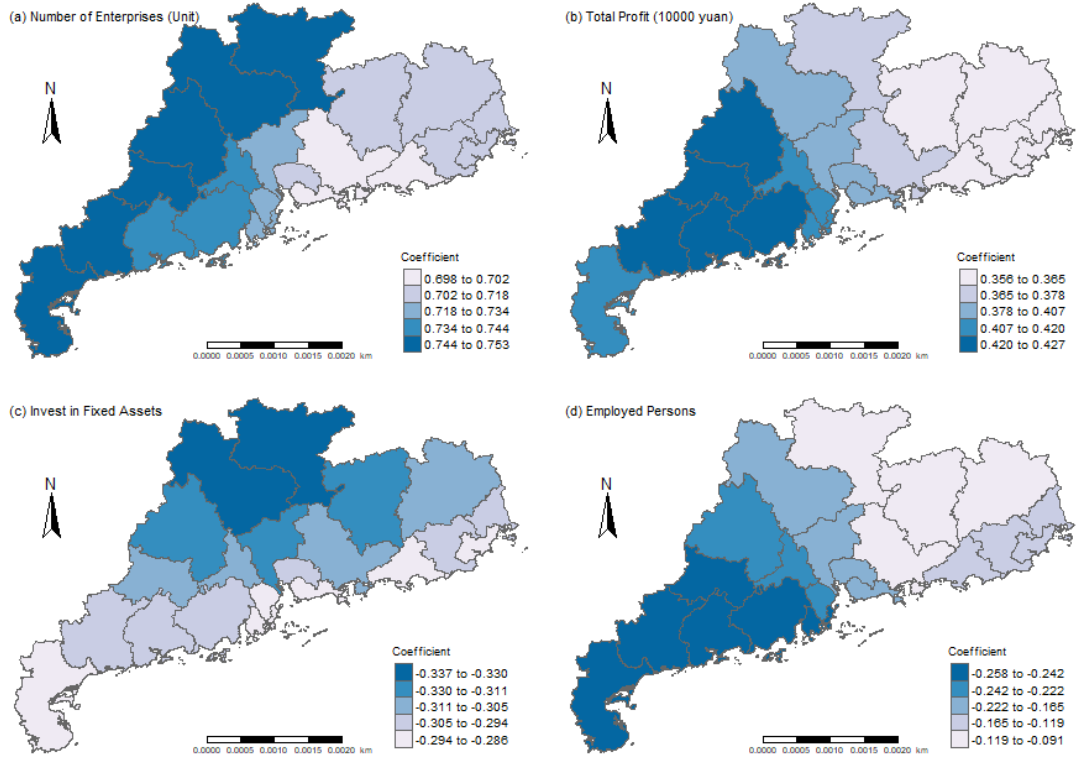 (a) Number of Enterprises (Unit)
N
Coefficient
0.698 to 0.702
0.702 to 0.718
0.718 to 0.734
0.734 to 0.744
0.744 to 0.753
0.0000 0.0005 0.0010 0.0015 0.0020 km
(b) Total Profit (10000 yuan)
N
Coefficient
0.356 to 0.365
0.365 to 0.378
0.378 to 0.407
0.407 to 0.420
0.420 to 0.427
0.0000 0.0005 0.0010 0.0015 0.0020 km
(c) Invest in Fixed Assets
N
Coefficient
-0.337 to -0.330
-0.330 to -0.311
-0.311 to -0.305
-0.305 to -0.294
-0.294 to -0.286
0.0000 0.0005 0.0010 0.0015 0.0020 km
(d) Employed Persons
N
Coefficient
-0.258 to -0.242
-0.242 to -0.222
-0.222 to -0.165
-0.165 to -0.119
-0.119 to -0.091
0.0000 0.0005 0.0010 0.0015 0.0020 km